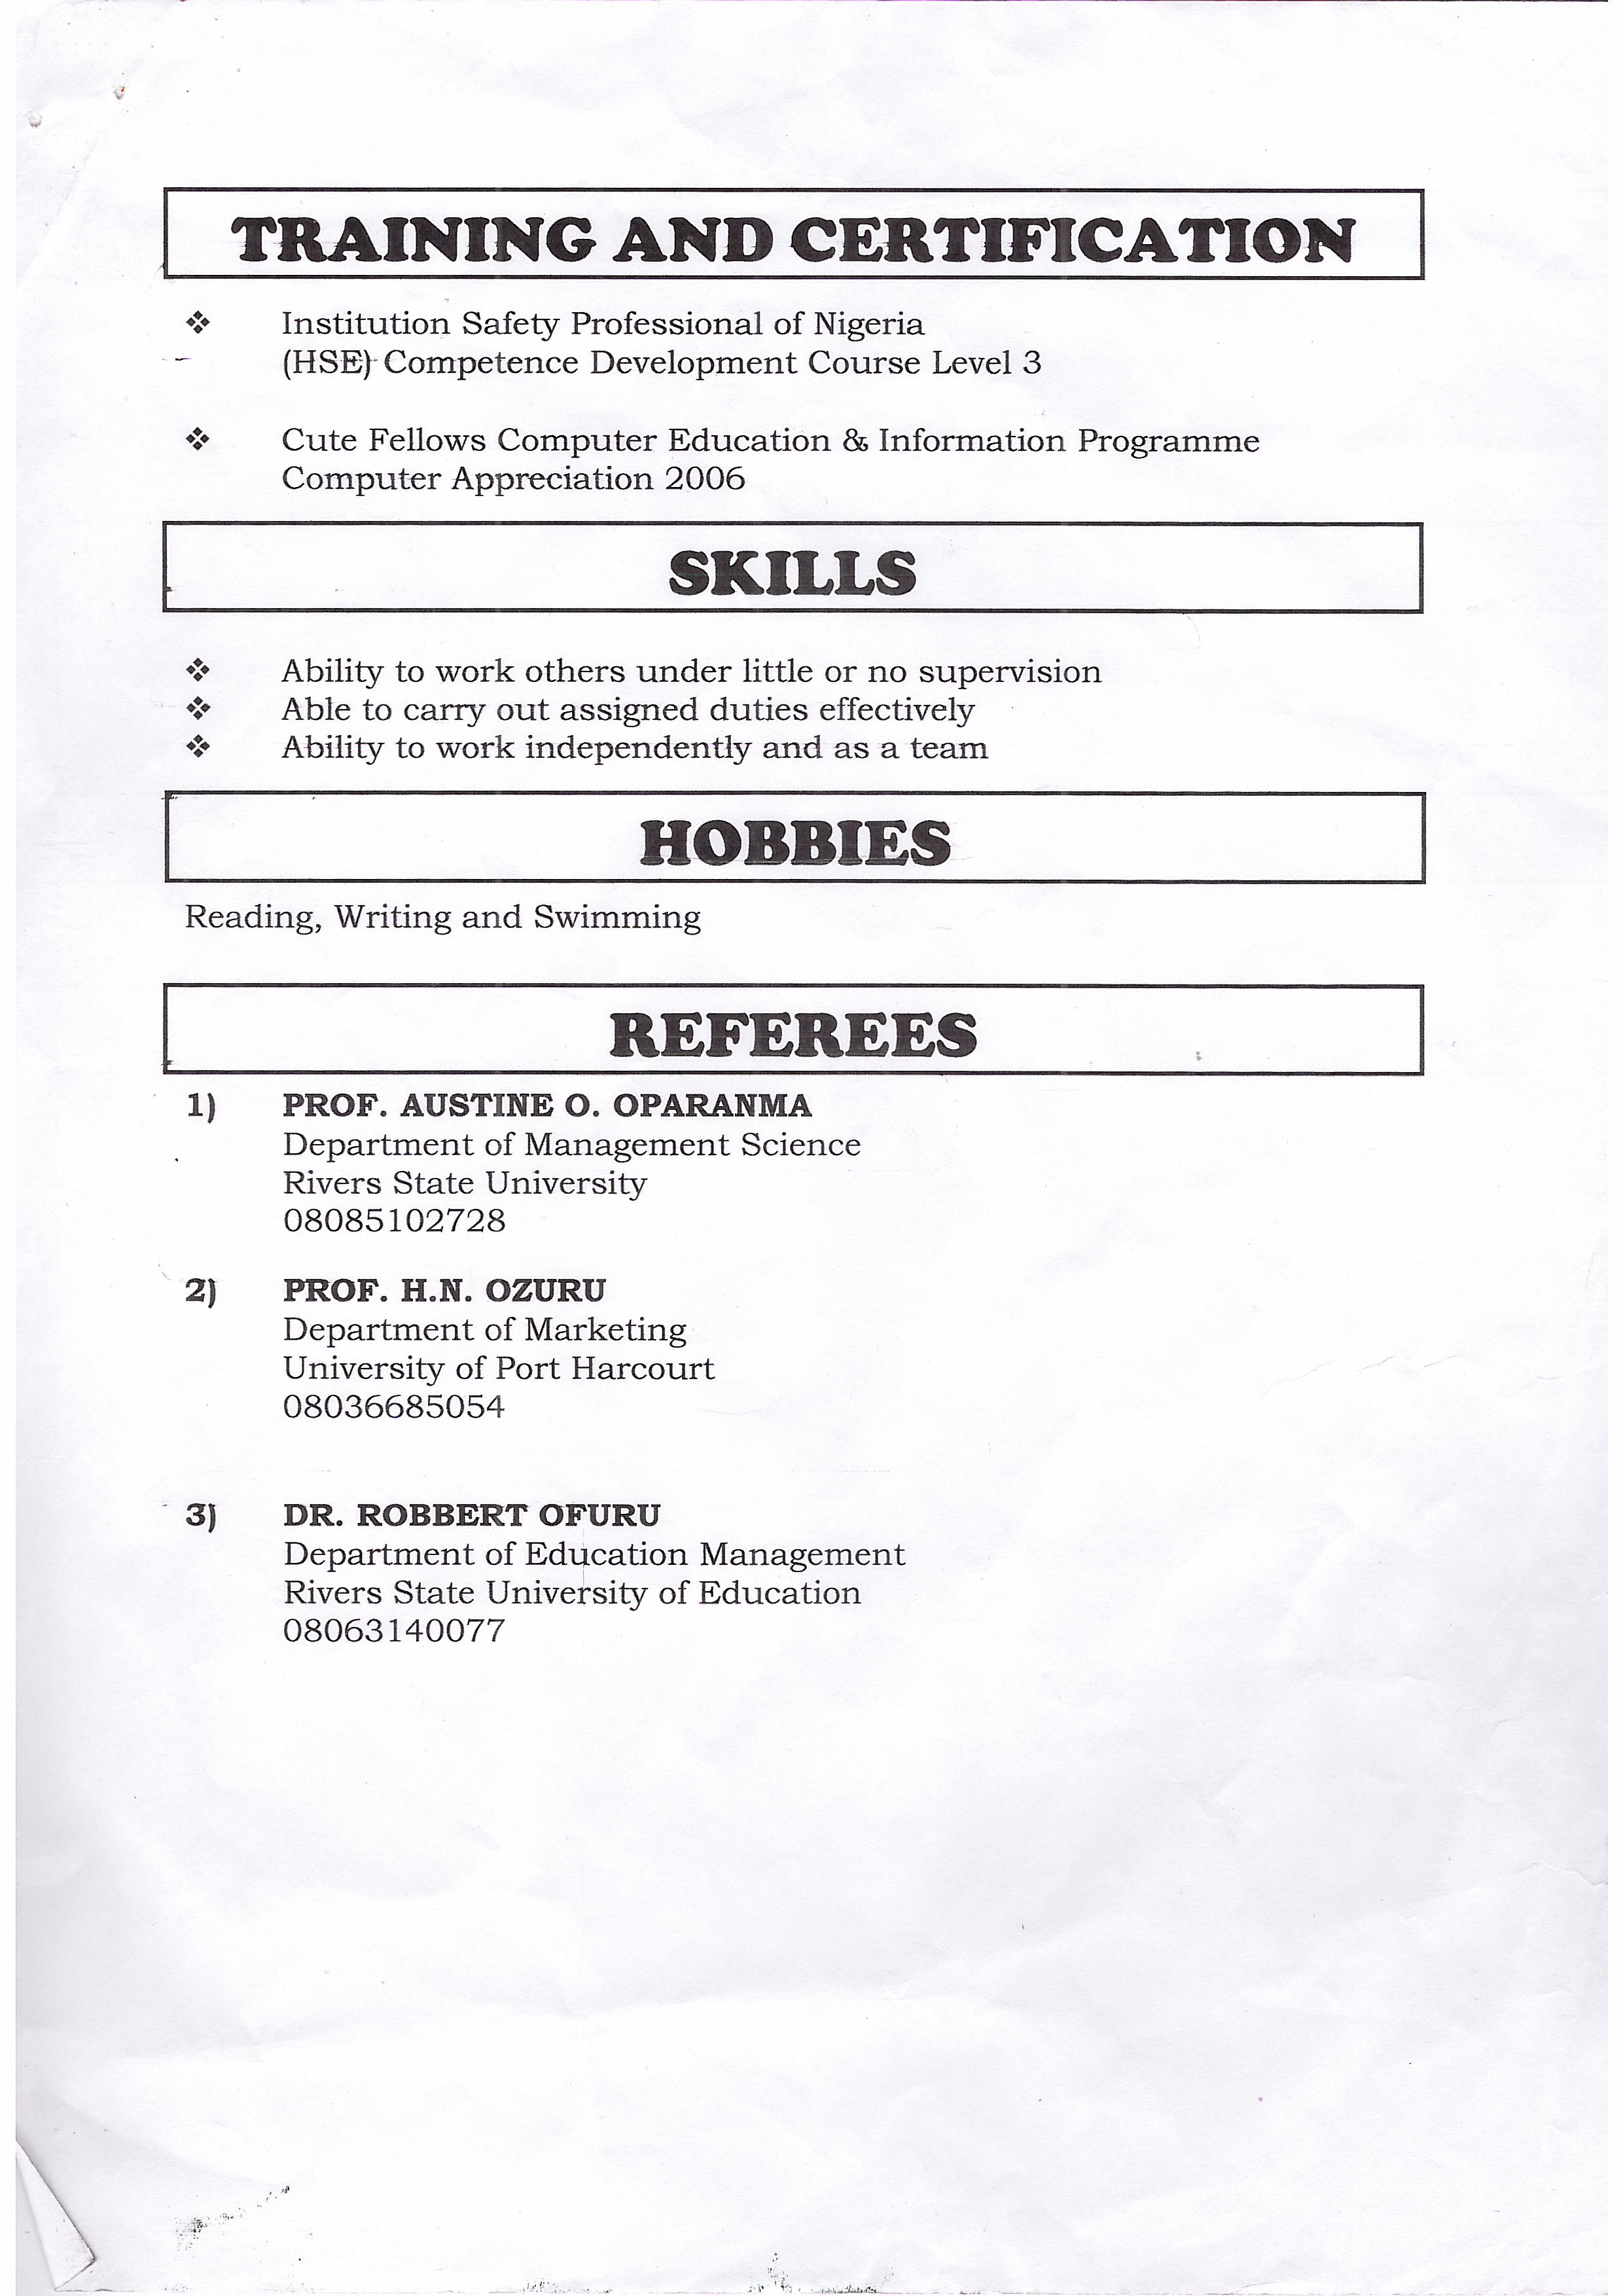 TRAINING AND CERTIFICATION
❖ Institution Safety Professional of Nigeria
(HSE) Competence Development Course Level 3
❖ Cute Fellows Computer Education & Information Programme
Computer Appreciation 2006
SKILLS
❖ Ability to work others under little or no supervision
❖ Able to carry out assigned duties effectively
❖ Ability to work independently and as a team
HOBBIES
Reading, Writing and Swimming
REFEREES
1) PROF. AUSTINE O. OPARANMA
Department of Management Science
Rivers State University
08085102728
2) PROF. H.N. OZURU
Department of Marketing
University of Port Harcourt
08036685054
3) DR. ROBBERT OFURU
Department of Education Management
Rivers State University of Education
08063140077